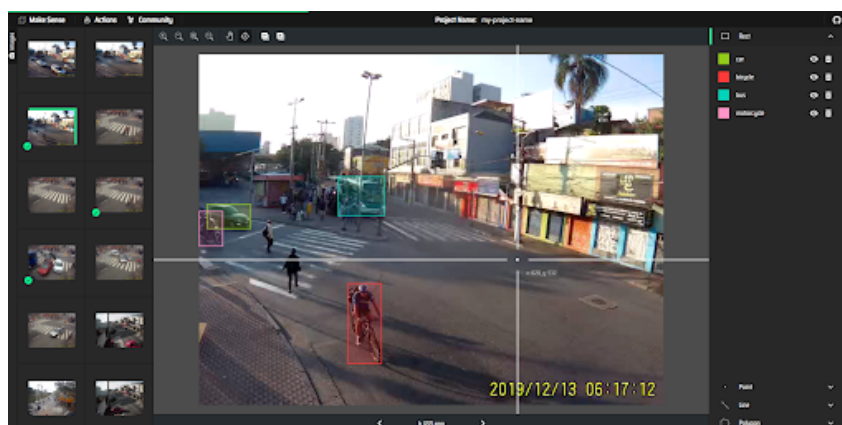 Make Sense
Actions
Community
Project Name: my-project-name
Images
Rect
car
bicycle
bus
motorcycle
2019/12/13 06:17:12
Point
Line
Polygon